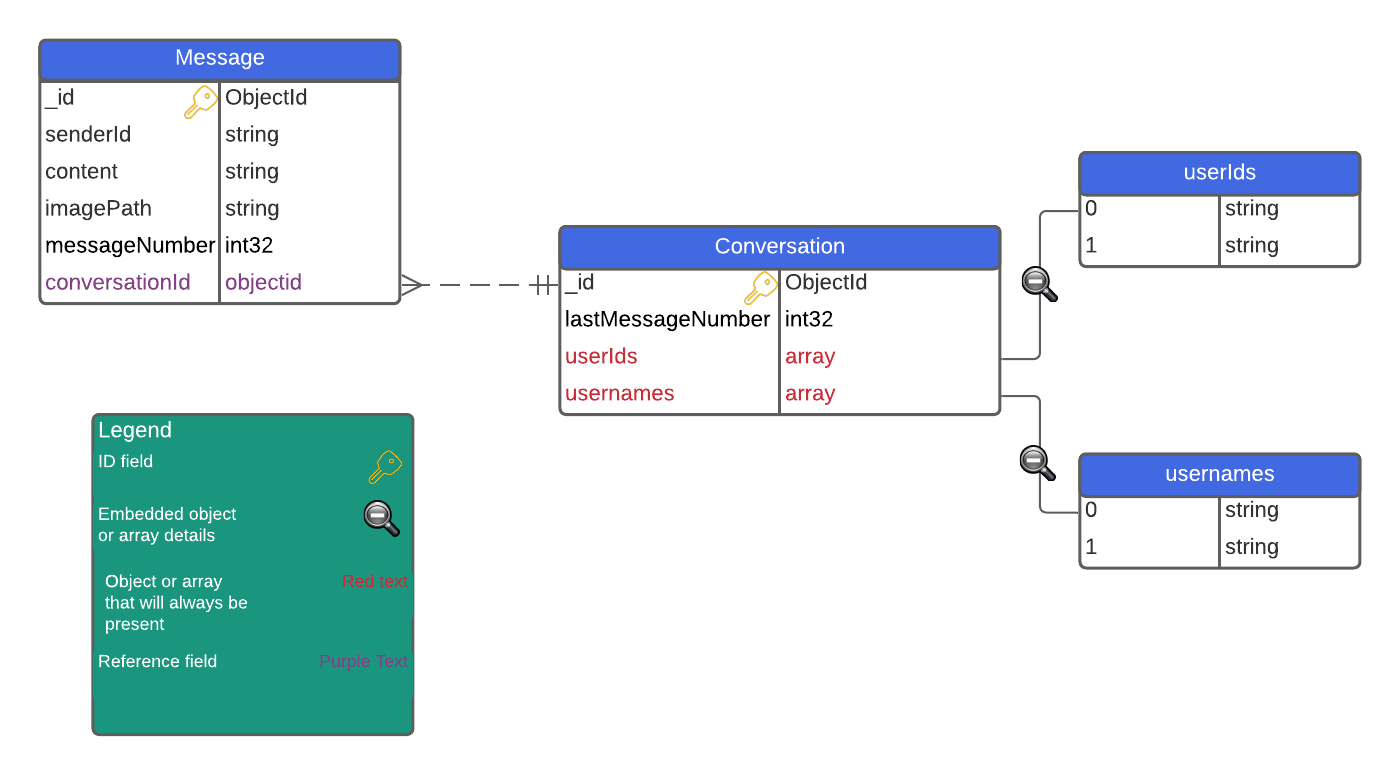 Message
_id ObjectId
senderId string
content string
imagePath string
messageNumber int32
conversationId objectid
Conversation
_id ObjectId
lastMessageNumber int32
userIds array
usernames array
userIds
0 string
1 string
usernames
0 string
1 string
Legend
ID field
Embedded object
or array details
Object or array Red text
that will always be
present
Reference field Purple Text